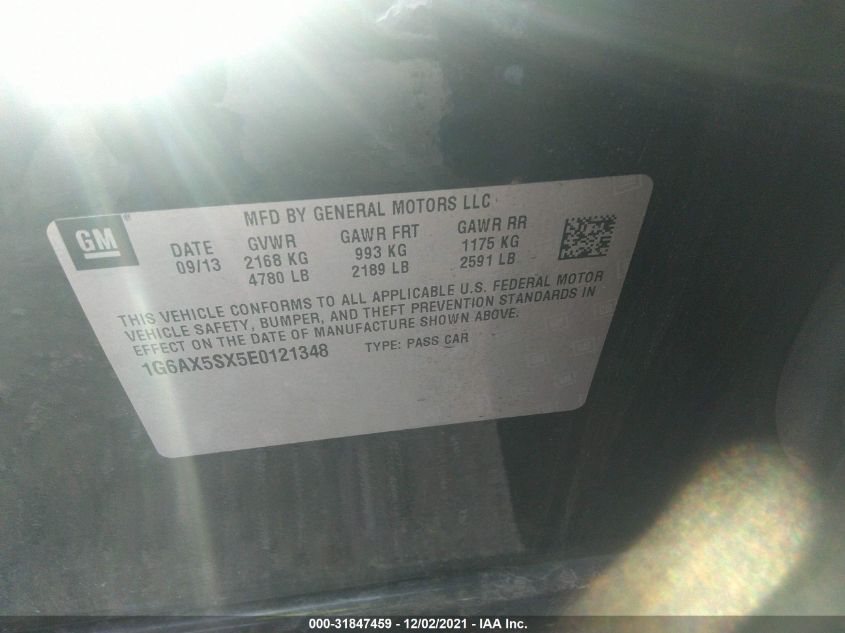 MFD BY GENERAL MOTORS LLC
GM
DATE GVWR GAWR FRT GAWR RR
09/13 2168 KG 993 KG 1175 KG
4780 LB 2189 LB 2591 LB
THIS VEHICLE CONFORMS TO ALL APPLICABLE U.S. FEDERAL MOTOR
VEHICLE SAFETY, BUMPER, AND THEFT PREVENTION STANDARDS IN
EFFECT ON THE DATE OF MANUFACTURE SHOWN ABOVE.
1G6AX5SX5E0121348 TYPE: PASS CAR
000-31847459 - 12/02/2021 - IAA Inc.